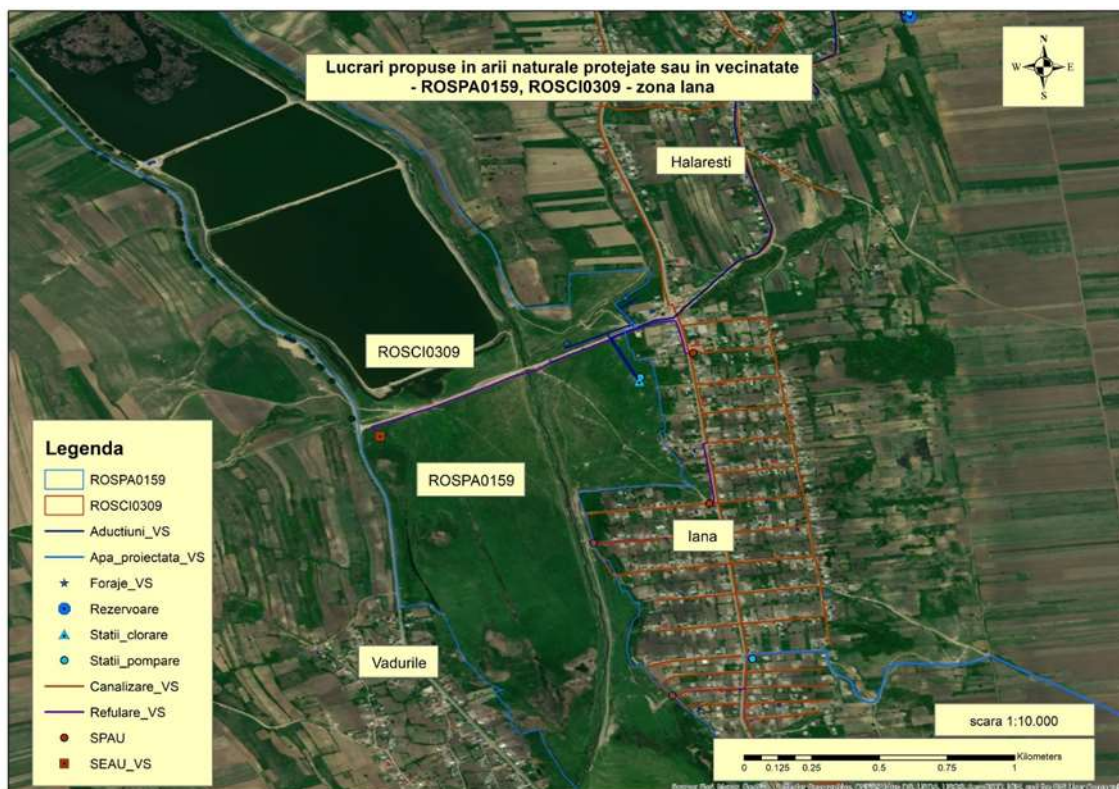 Lucrari propuse in arii naturale protejate sau in vecinatate
- ROSPA0159, ROSCI0309 - zona Iana
N
W E
S
Halaresti
ROSCI0309
ROSPA0159
Iana
Vadurile
Legenda
ROSPA0159
ROSCI0309
Aductiuni_VS
Apa_proiectata_VS
Foraje_VS
Rezervoare
Statii_clorare
Statii_pompare
Canalizare_VS
Refulare_VS
SPAU
SEAU_VS
scara 1:10.000
Kilometers
0 0.125 0.25 0.5 0.75 1